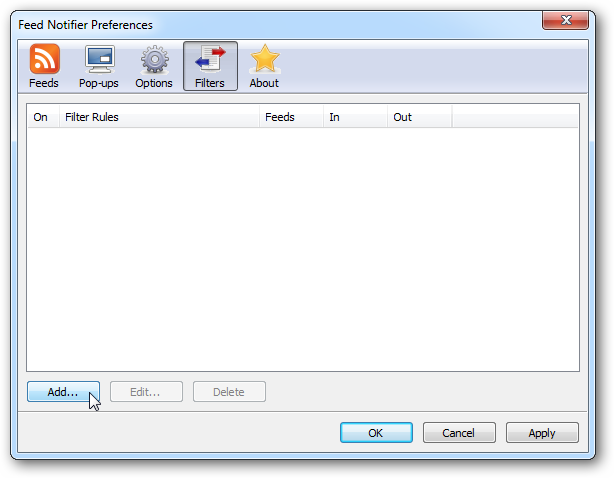 Feed Notifier Preferences
Feeds Pop-ups Options Filters About
On Filter Rules Feeds In Out
Add... Edit... Delete
OK Cancel Apply